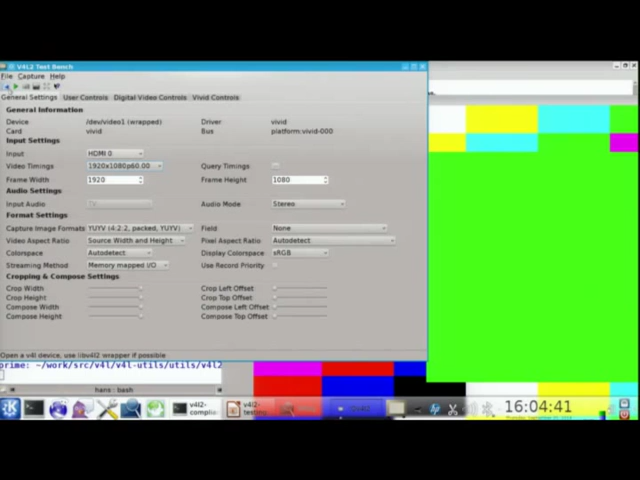 V4L2 Test Bench
File Capture Help
General Settings User Controls Digital Video Controls Vivid Controls
General Information
Device /dev/video1 (wrapped) Driver vivid
Card vivid Bus platform:vivid-000
Input Settings
Input HDMI 0
Video Timings 1920x1080p60.00 Query Timings
Frame Width 1920 Frame Height 1080
Audio Settings
Input Audio Audio Mode Stereo
Format Settings
Capture Image Formats YUYV (4:2:2, packed, YUYV) Field None
Video Aspect Ratio Source Width and Height Pixel Aspect Ratio Autodetect
Colorspace Autodetect Display Colorspace sRGB
Streaming Method Memory mapped I/O Use Record Priority
Cropping & Compose Settings
Crop Width Crop Left Offset
Crop Height Crop Top Offset
Compose Width Compose Left Offset
Compose Height Compose Top Offset
Open a v4l device, use libv4l2 wrapper if possible
prime: ~/work/src/v4l/v4l-utils/utils/v4l2
hans : bash
v4l2-
complia
v4l2-
testing
16:04:41